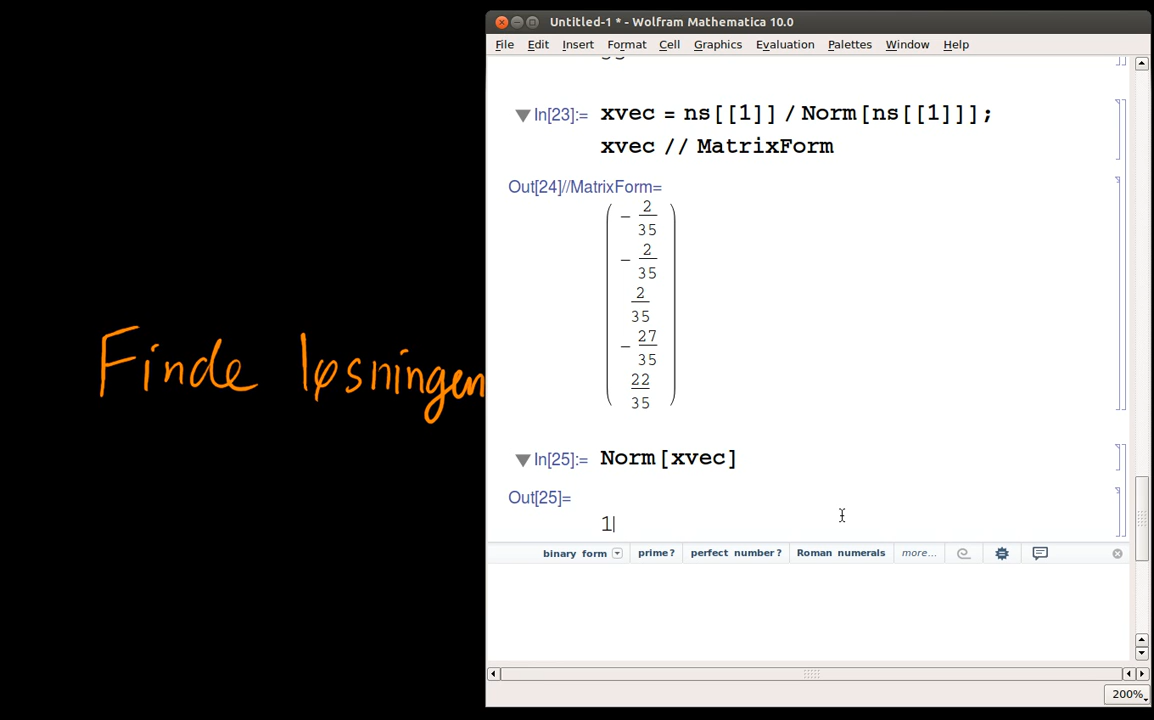 Untitled-1 * - Wolfram Mathematica 10.0
File Edit Insert Format Cell Graphics Evaluation Palettes Window Help
In[23]:= xvec = ns[[1]] / Norm[ns[[1]]];
xvec // MatrixForm
Out[24]//MatrixForm=
- 2
35
- 2
35
2
35
- 27
35
22
35
Finde løsningen
In[25]:= Norm[xvec]
Out[25]=
1
binary form prime? perfect number? Roman numerals more...
200%